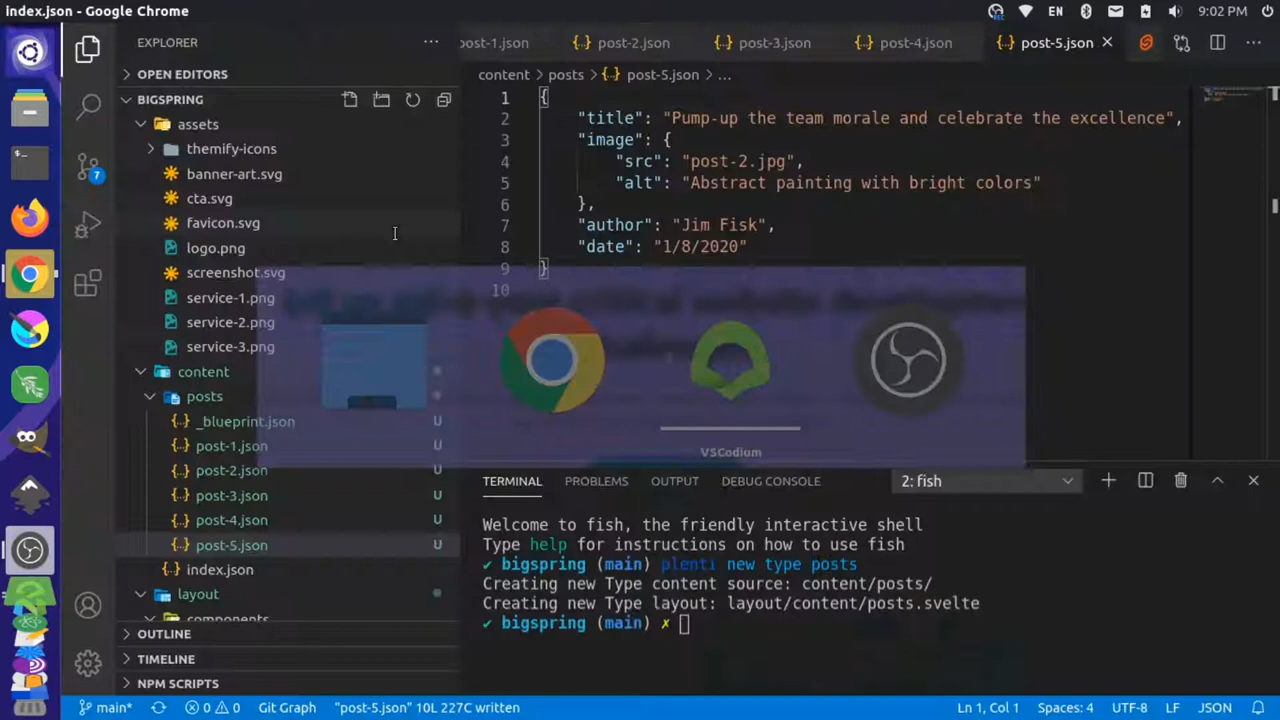 index.json - Google Chrome
EN
9:02 PM
EXPLORER
OPEN EDITORS
BIGSPRING
assets
themify-icons
banner-art.svg
cta.svg
favicon.svg
logo.png
screenshot.svg
service-1.png
service-2.png
service-3.png
content
posts
_blueprint.json U
post-1.json U
post-2.json U
post-3.json U
post-4.json U
post-5.json U
index.json
layout
components
OUTLINE
TIMELINE
NPM SCRIPTS
7
post-1.json
post-2.json
post-3.json
post-4.json
post-5.json
content > posts > post-5.json > ...
1 {
2 "title": "Pump-up the team morale and celebrate the excellence",
3 "image": {
4 "src": "post-2.jpg",
5 "alt": "Abstract painting with bright colors"
6 },
7 "author": "Jim Fisk",
8 "date": "1/8/2020"
9 }
10
VSCodium
TERMINAL PROBLEMS OUTPUT DEBUG CONSOLE
2: fish
Welcome to fish, the friendly interactive shell
Type help for instructions on how to use fish
✔ bigspring (main) plenti new type posts
Creating new Type content source: content/posts/
Creating new Type layout: layout/content/posts.svelte
✔ bigspring (main) ✗
main* 0 0 Git Graph "post-5.json" 10L 227C written
Ln 1, Col 1 Spaces: 4 UTF-8 LF JSON